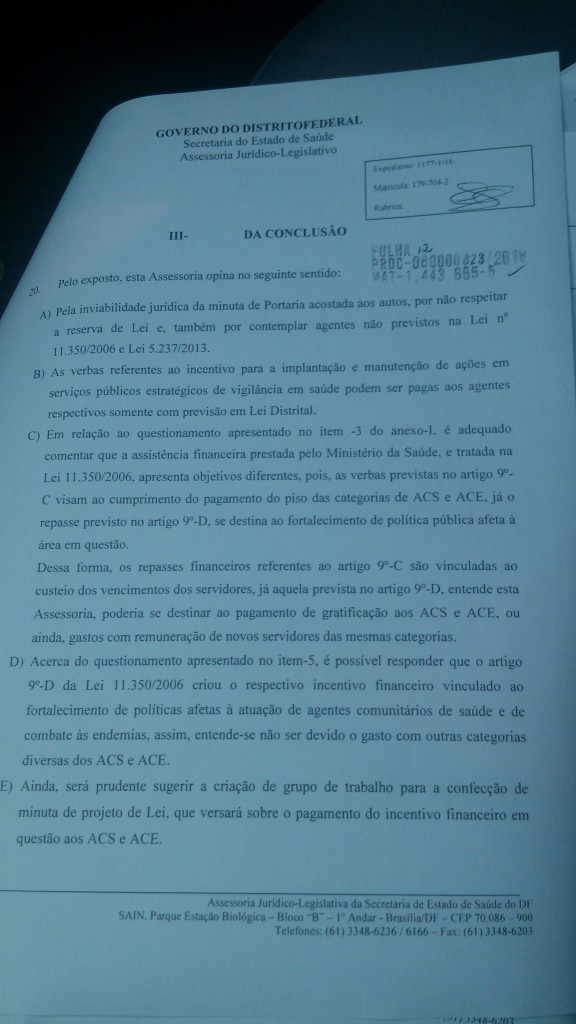 GOVERNO DO DISTRITOFEDERAL
Secretaria do Estado de Saúde
Assessoria Jurídico-Legislativo
Expediente: 1177-1/16
Matrícula: 179-704-2
Rubrica:
III- DA CONCLUSÃO
FOLHA 12
PROC-060000823/2016
MAT-1.443.685-5
20. Pelo exposto, esta Assessoria opina no seguinte sentido:
A) Pela inviabilidade jurídica da minuta de Portaria acostada aos autos, por não respeitar
a reserva de Lei e, também por contemplar agentes não previstos na Lei nº
11.350/2006 e Lei 5.237/2013.
B) As verbas referentes ao incentivo para a implantação e manutenção de ações em
serviços públicos estratégicos de vigilância em saúde podem ser pagas aos agentes
respectivos somente com previsão em Lei Distrital.
C) Em relação ao questionamento apresentado no item -3 do anexo-I, é adequado
comentar que a assistência financeira prestada pelo Ministério da Saúde, e tratada na
Lei 11.350/2006, apresenta objetivos diferentes, pois, as verbas previstas no artigo 9º-
C visam ao cumprimento do pagamento do piso das categorias de ACS e ACE, já o
repasse previsto no artigo 9º-D, se destina ao fortalecimento de política pública afeta à
área em questão.
Dessa forma, os repasses financeiros referentes ao artigo 9º-C são vinculadas ao
custeio dos vencimentos dos servidores, já aquela prevista no artigo 9º-D, entende esta
Assessoria, poderia se destinar ao pagamento de gratificação aos ACS e ACE, ou
ainda, gastos com remuneração de novos servidores das mesmas categorias.
D) Acerca do questionamento apresentado no item-5, é possível responder que o artigo
9º-D da Lei 11.350/2006 criou o respectivo incentivo financeiro vinculado ao
fortalecimento de políticas afetas à atuação de agentes comunitários de saúde e de
combate às endemias, assim, entende-se não ser devido o gasto com outras categorias
diversas dos ACS e ACE.
E) Ainda, será prudente sugerir a criação de grupo de trabalho para a confecção de
minuta de projeto de Lei, que versará sobre o pagamento do incentivo financeiro em
questão aos ACS e ACE.
Assessoria Jurídico-Legislativa da Secretaria de Estado de Saúde do DF
SAIN, Parque Estação Biológica – Bloco "B" – 1º Andar - Brasília/DF – CEP 70.086 – 900
Telefones: (61) 3348-6236 / 6166 – Fax: (61) 3348-6203